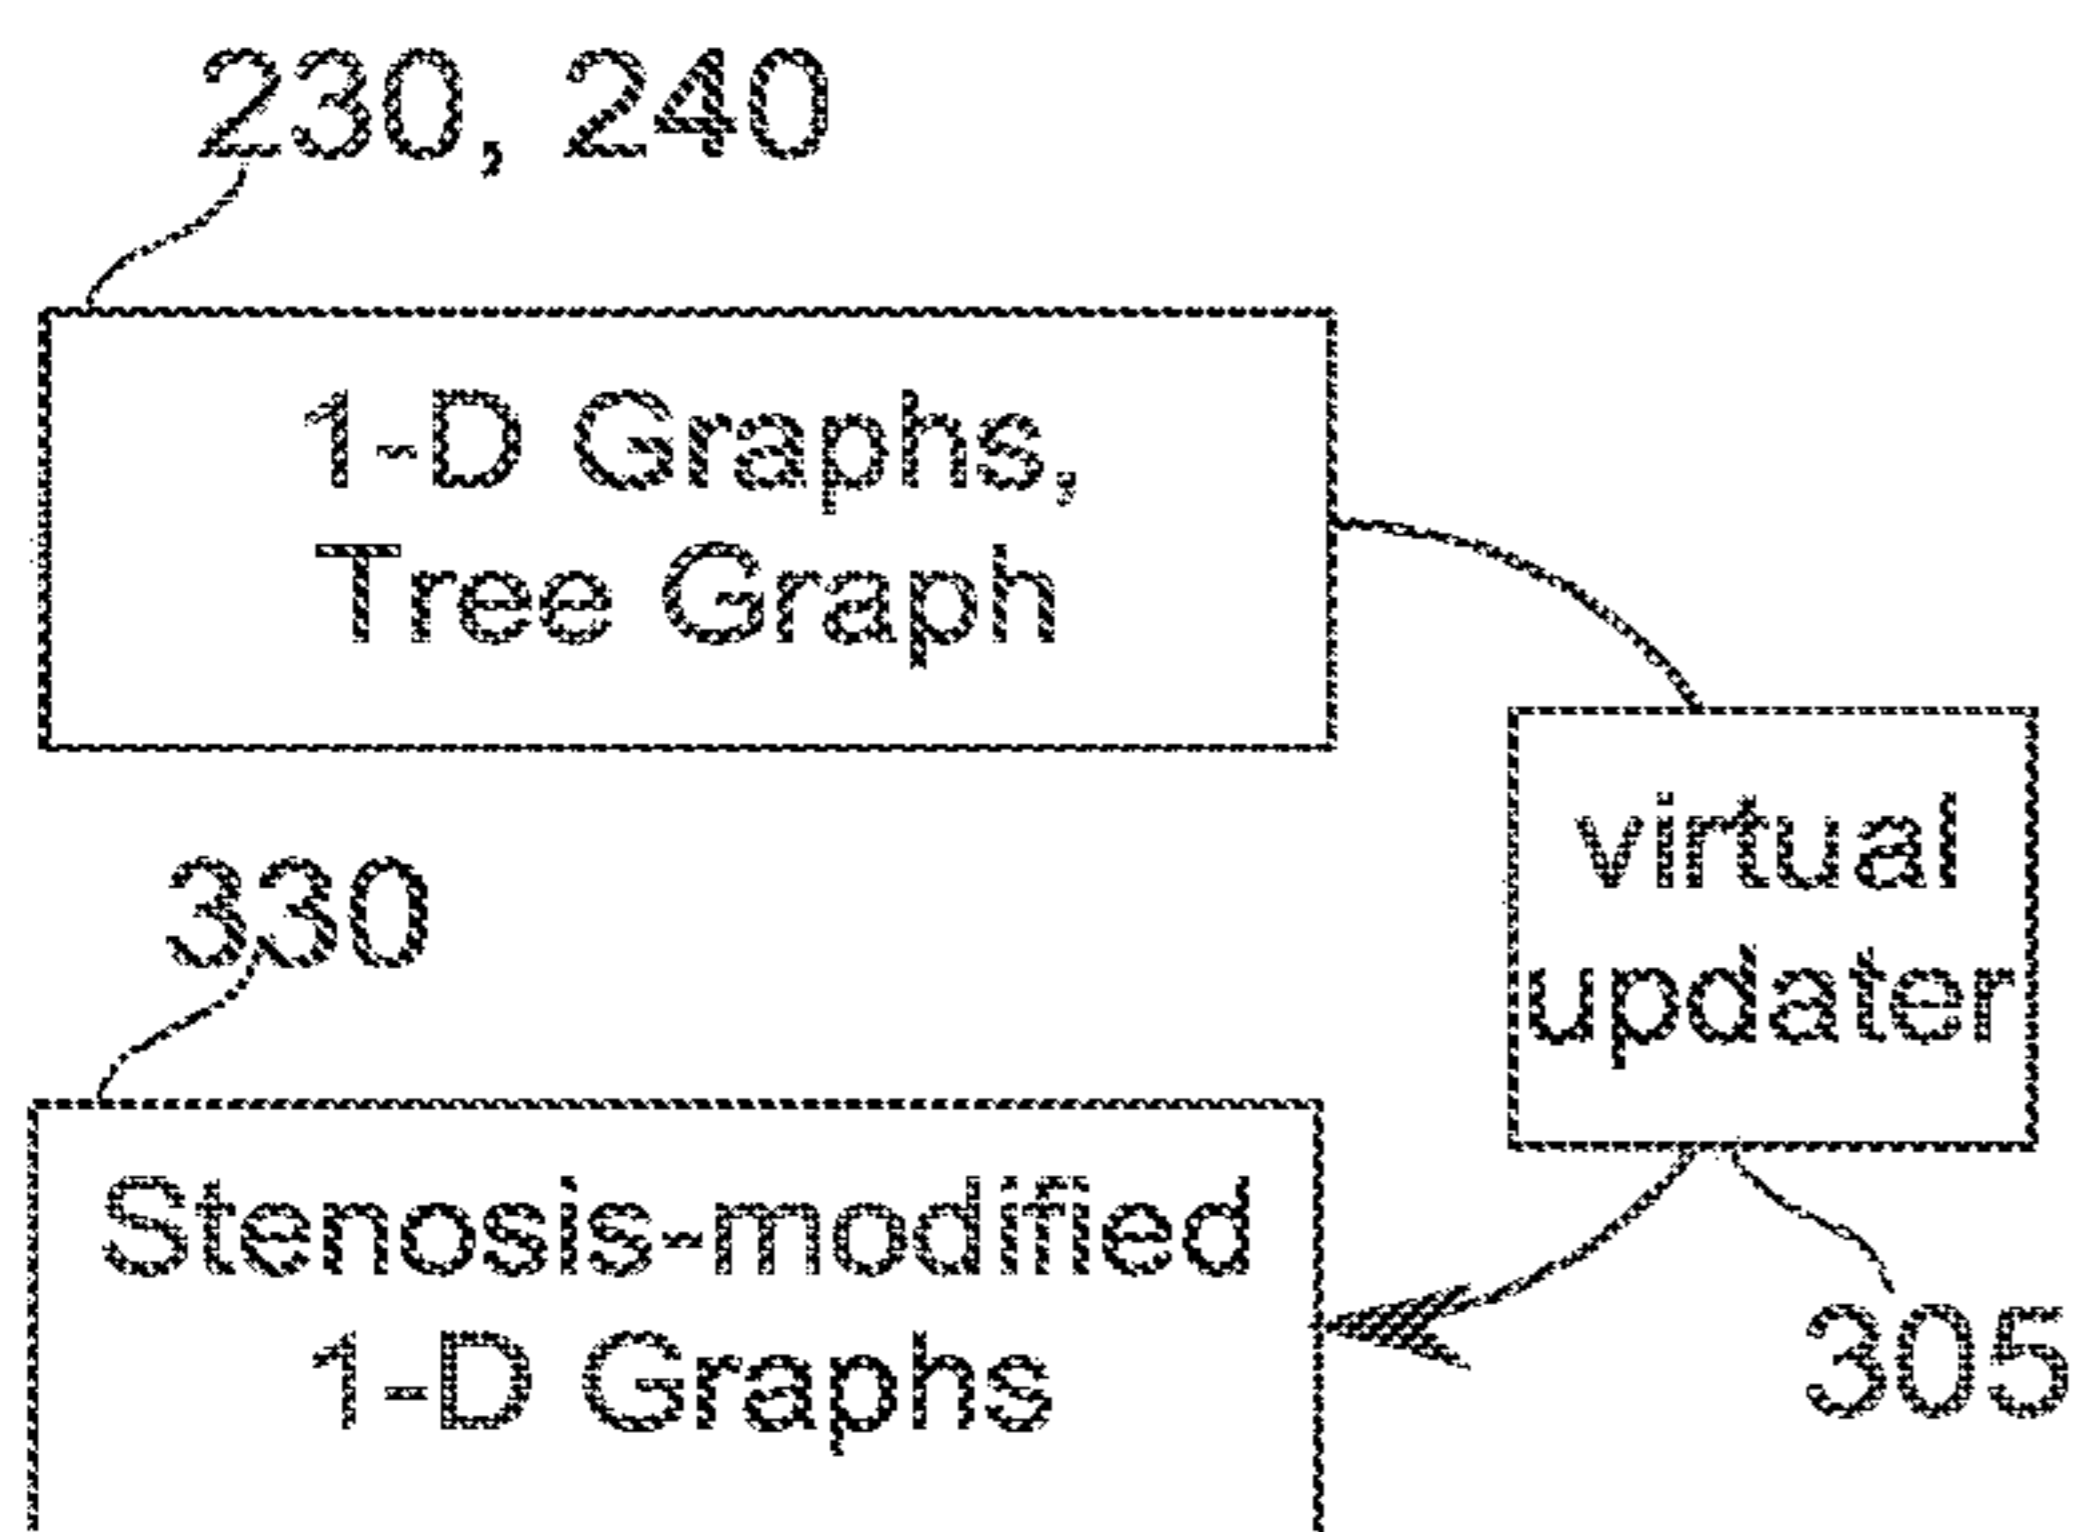 230, 240
1-D Graphs,
Tree Graph
virtual
updater
330
Stenosis-modified
1-D Graphs
305